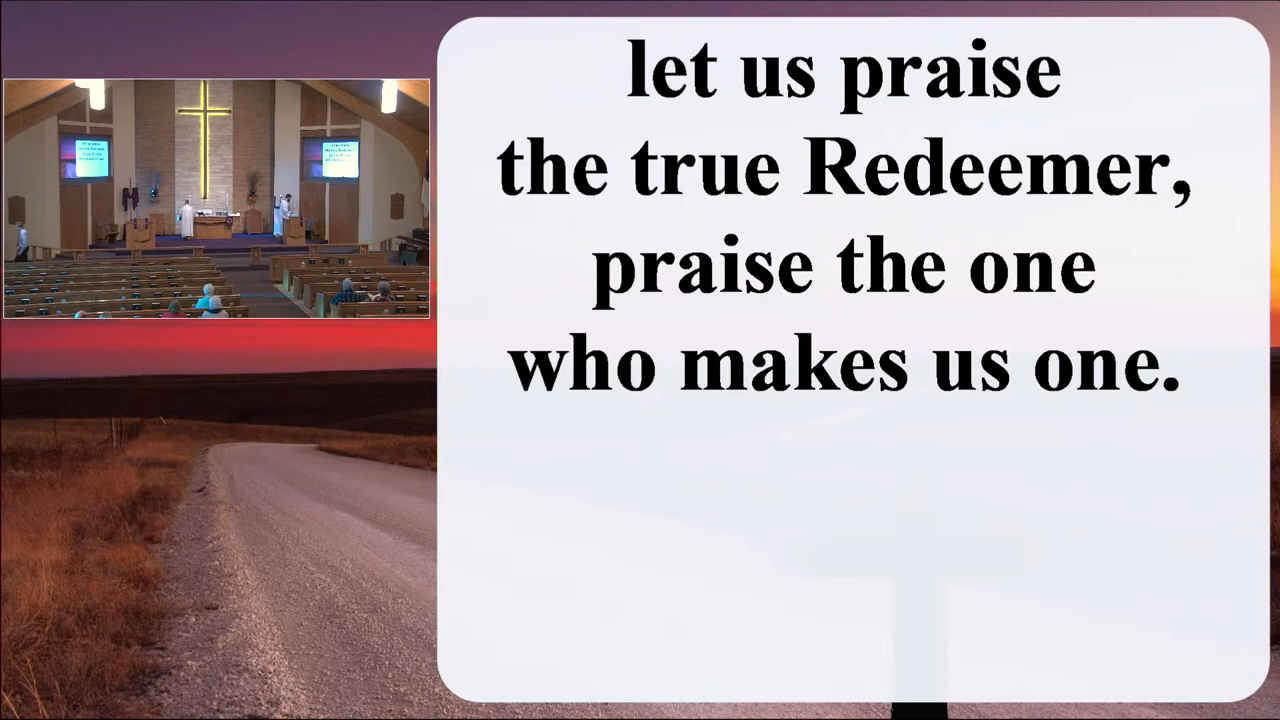 let us praise
the true Redeemer,
praise the one
who makes us one.